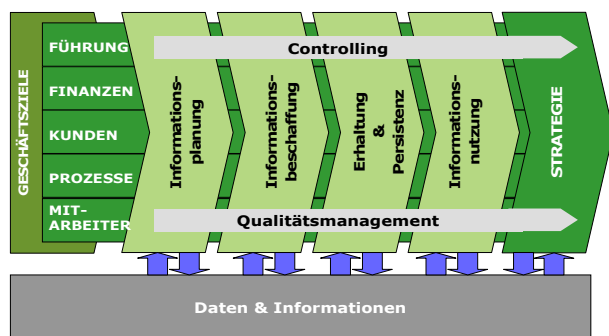 GESCHÄFTSZIELE
FÜHRUNG
FINANZEN
KUNDEN
PROZESSE
MIT-
ARBEITER
Controlling
Informations-
planung
Informations-
beschaffung
Erhaltung
&
Persistenz
Informations-
nutzung
STRATEGIE
Qualitätsmanagement
Daten & Informationen